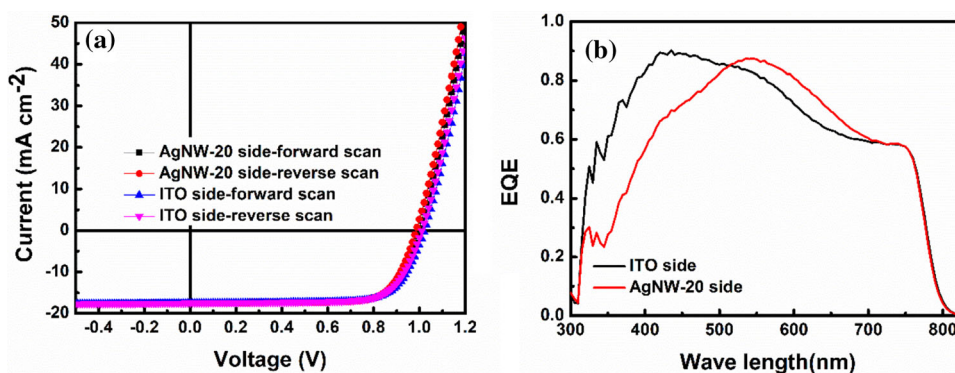 (a)
50
40
30
20
10
0
-10
-20
Current (mA cm-2)
AgNW-20 side-forward scan
AgNW-20 side-reverse scan
ITO side-forward scan
ITO side-reverse scan
-0.4 -0.2 0.0 0.2 0.4 0.6 0.8 1.0 1.2
Voltage (V)
(b)
1.0
0.8
0.6
0.4
0.2
0.0
EQE
ITO side
AgNW-20 side
300 400 500 600 700 800
Wave length(nm)